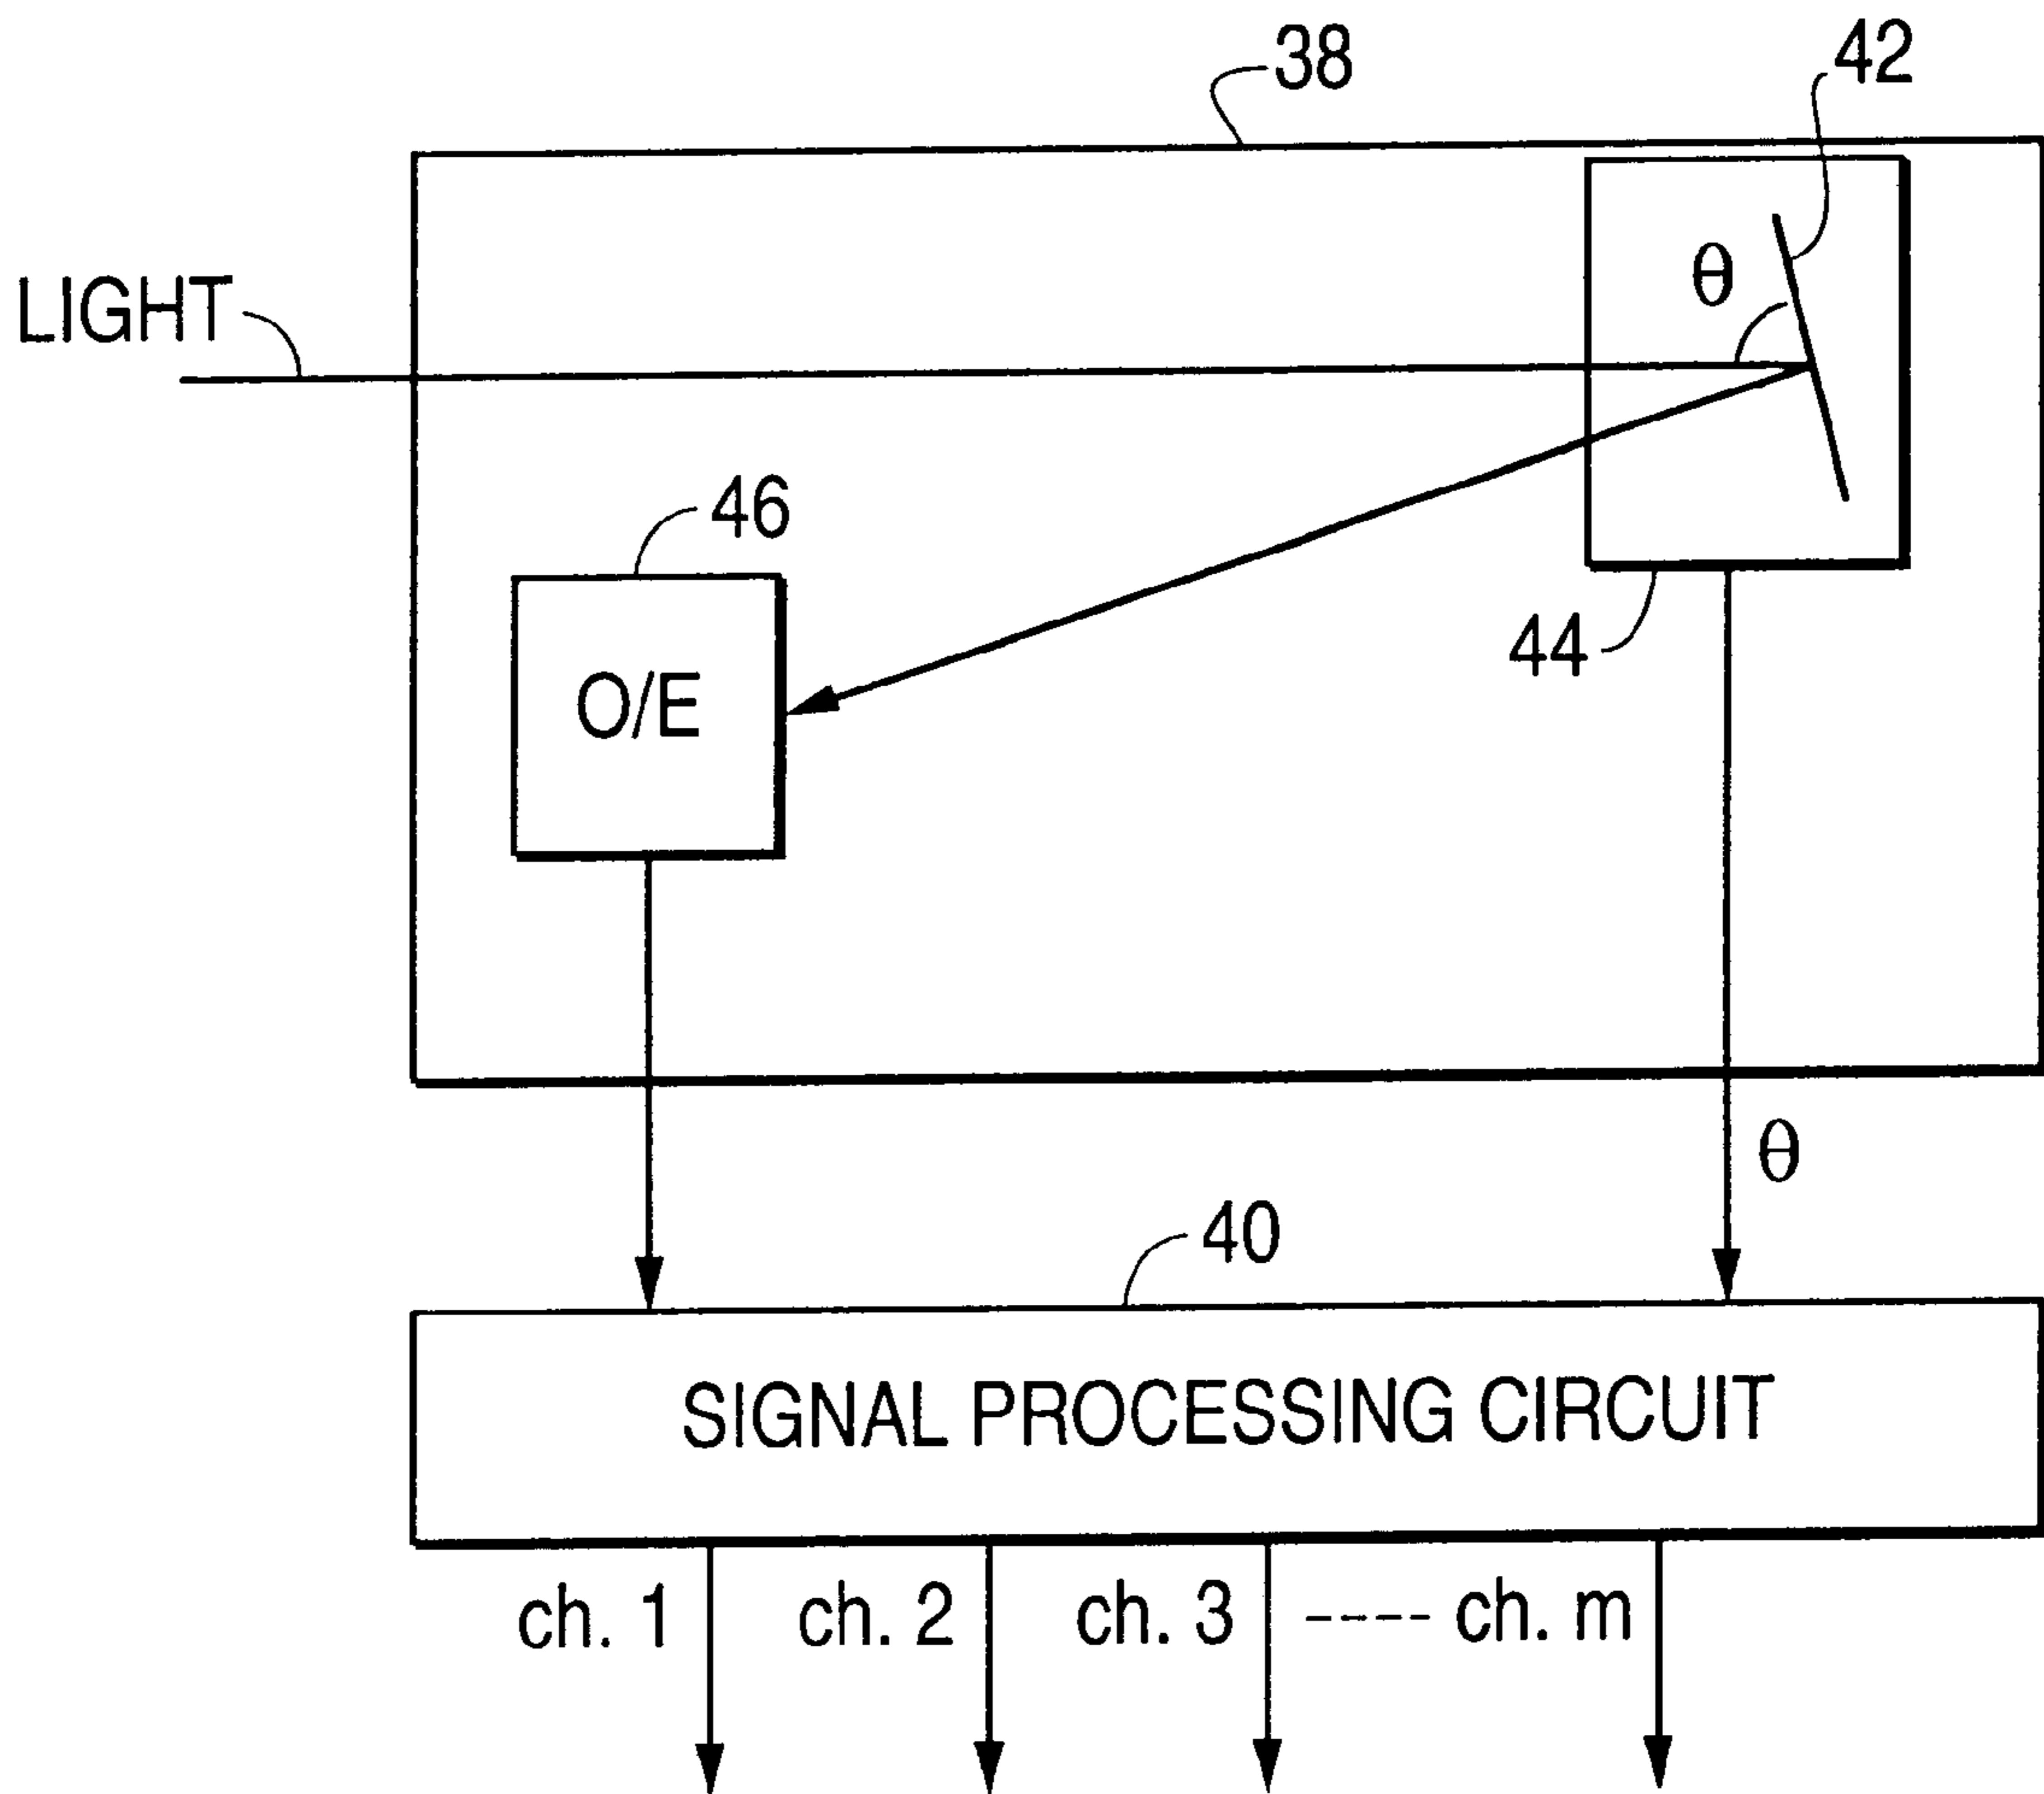 38
42
θ
LIGHT
46
44
O/E
θ
40
SIGNAL PROCESSING CIRCUIT
ch. 1 ch. 2 ch. 3 ---- ch. m